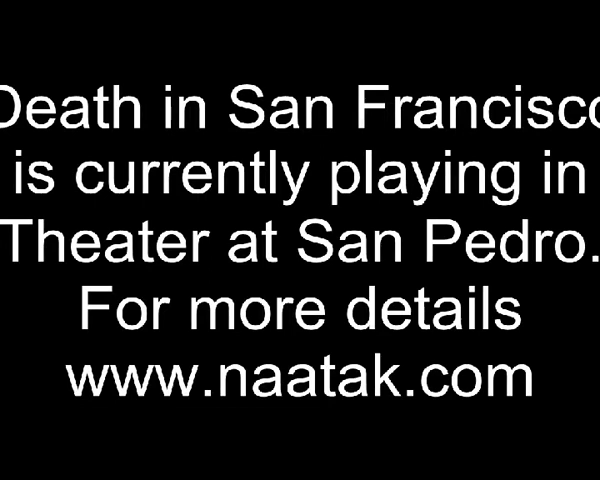 Death in San Francisco
is currently playing in
Theater at San Pedro.
For more details
www.naatak.com